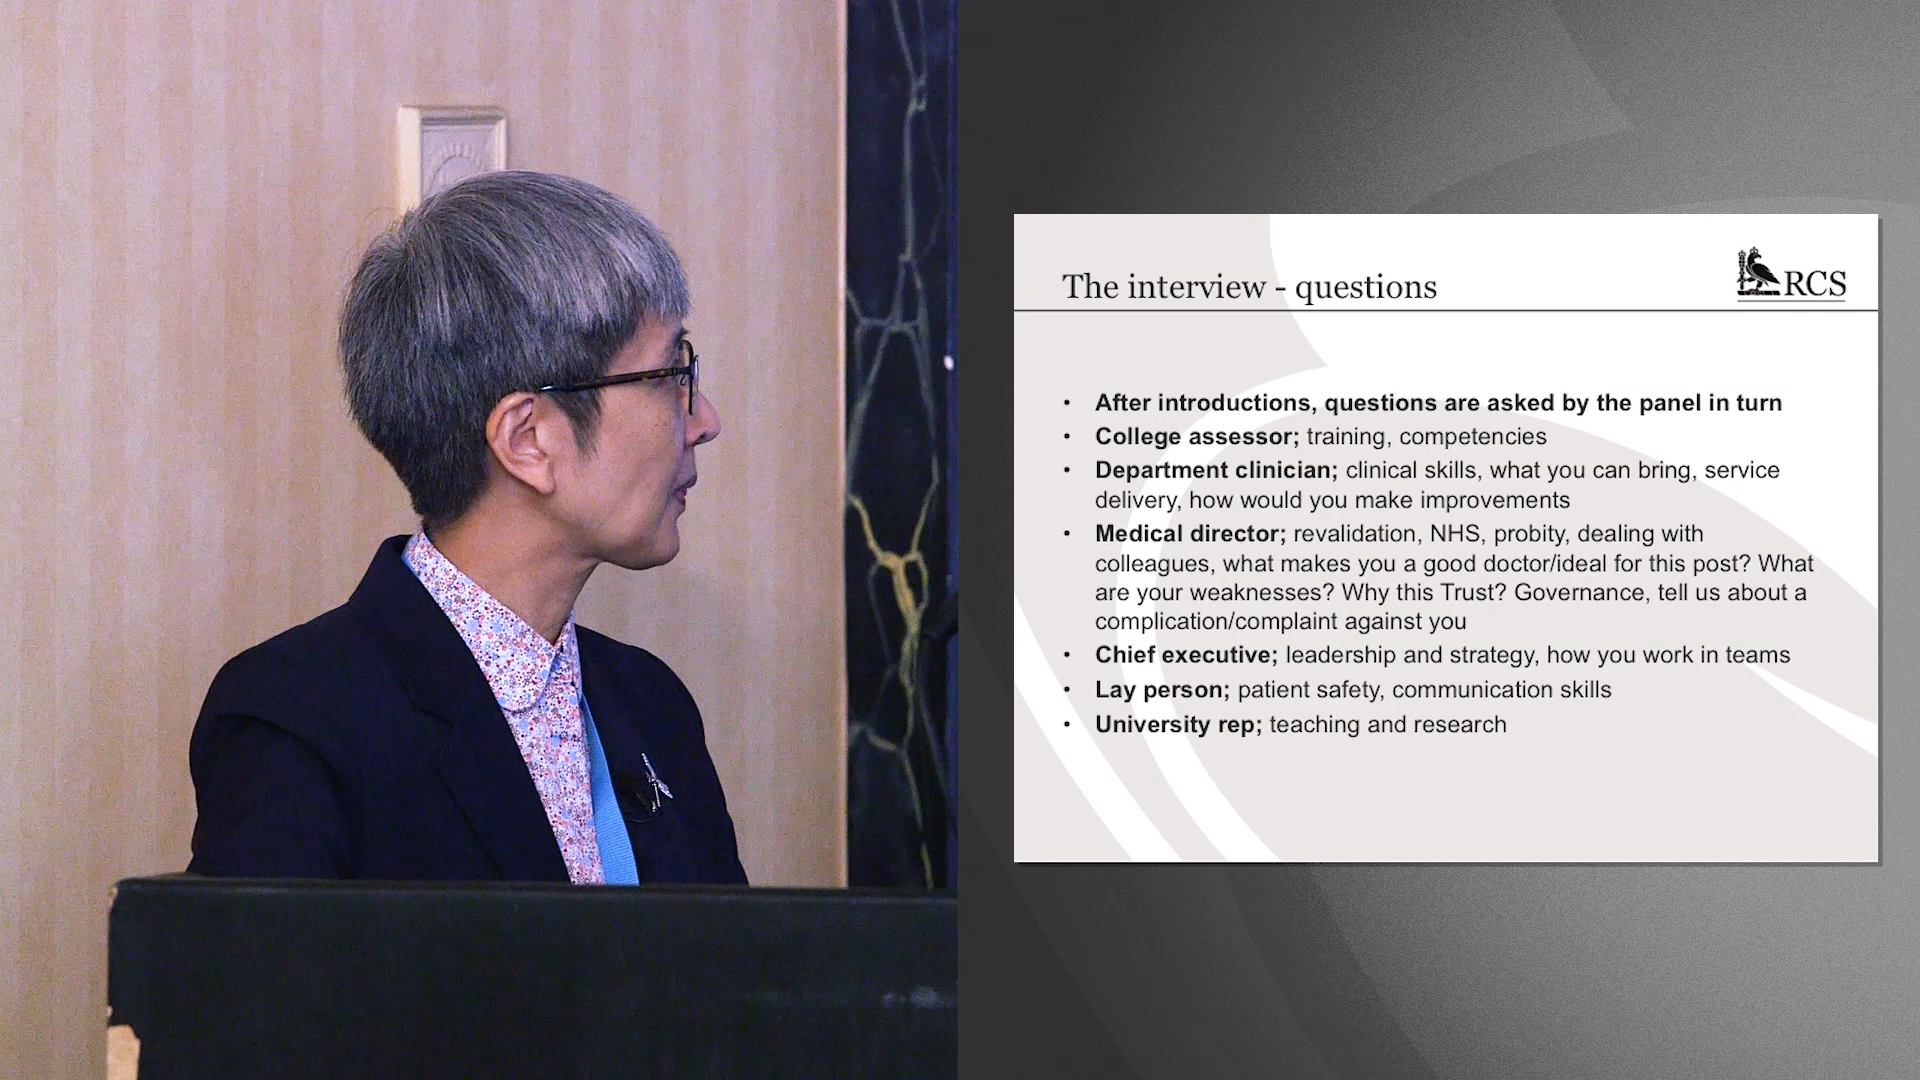 The interview - questions
RCS
• After introductions, questions are asked by the panel in turn
• College assessor; training, competencies
• Department clinician; clinical skills, what you can bring, service
delivery, how would you make improvements
• Medical director; revalidation, NHS, probity, dealing with
colleagues, what makes you a good doctor/ideal for this post? What
are your weaknesses? Why this Trust? Governance, tell us about a
complication/complaint against you
• Chief executive; leadership and strategy, how you work in teams
• Lay person; patient safety, communication skills
• University rep; teaching and research